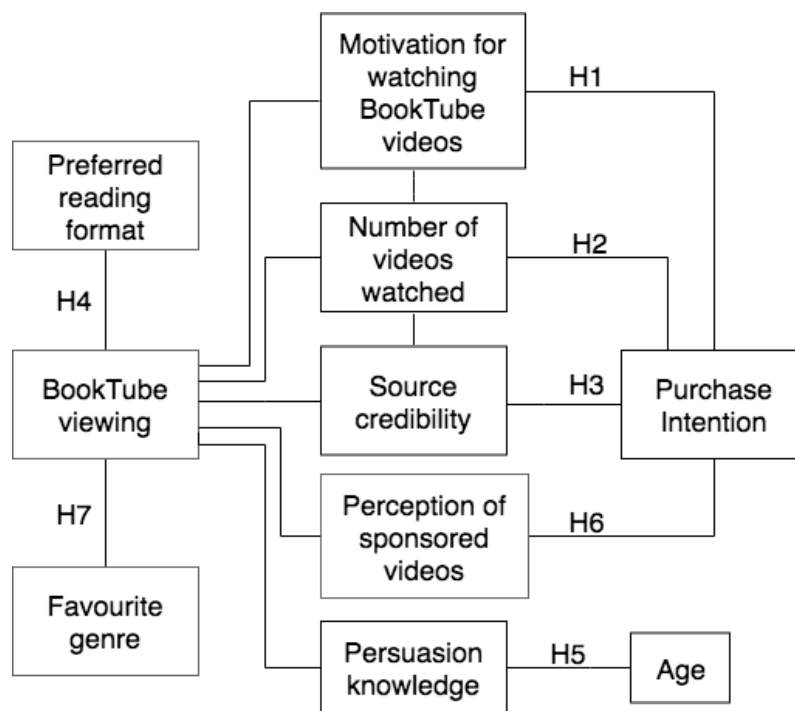 Motivation for
watching
BookTube
videos
H1
Preferred
reading
format
Number of
videos
watched
H2
H4
BookTube
viewing
Source
credibility
H3
Purchase
Intention
H7
Perception of
sponsored
videos
H6
Favourite
genre
Persuasion
knowledge
H5
Age